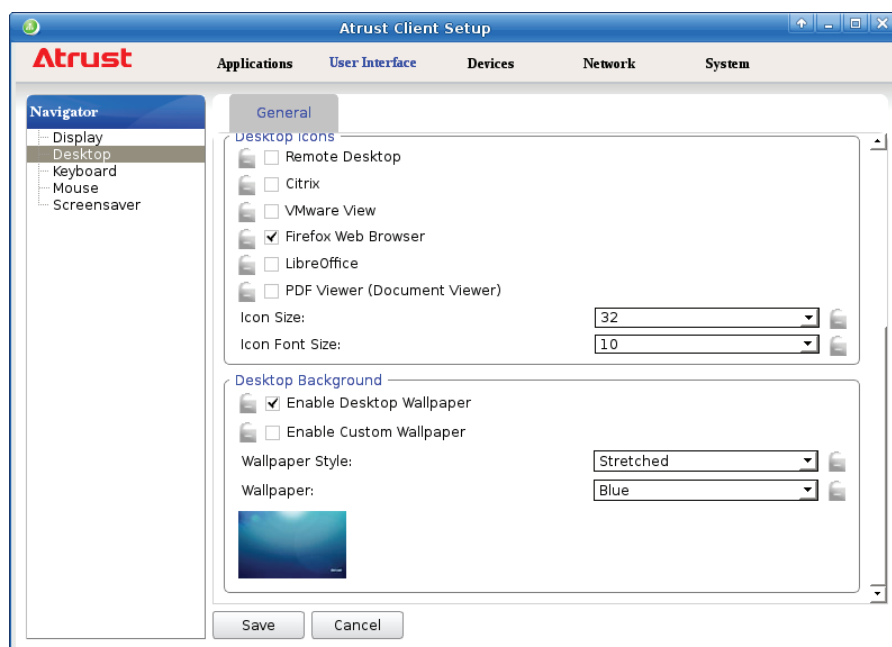 Atrust Client Setup
Atrust
Applications User Interface Devices Network System
Navigator
Display
Desktop
Keyboard
Mouse
Screensaver
General
Desktop Icons
Remote Desktop
Citrix
VMware View
Firefox Web Browser
LibreOffice
PDF Viewer (Document Viewer)
Icon Size: 32
Icon Font Size: 10
Desktop Background
Enable Desktop Wallpaper
Enable Custom Wallpaper
Wallpaper Style: Stretched
Wallpaper: Blue
Save Cancel